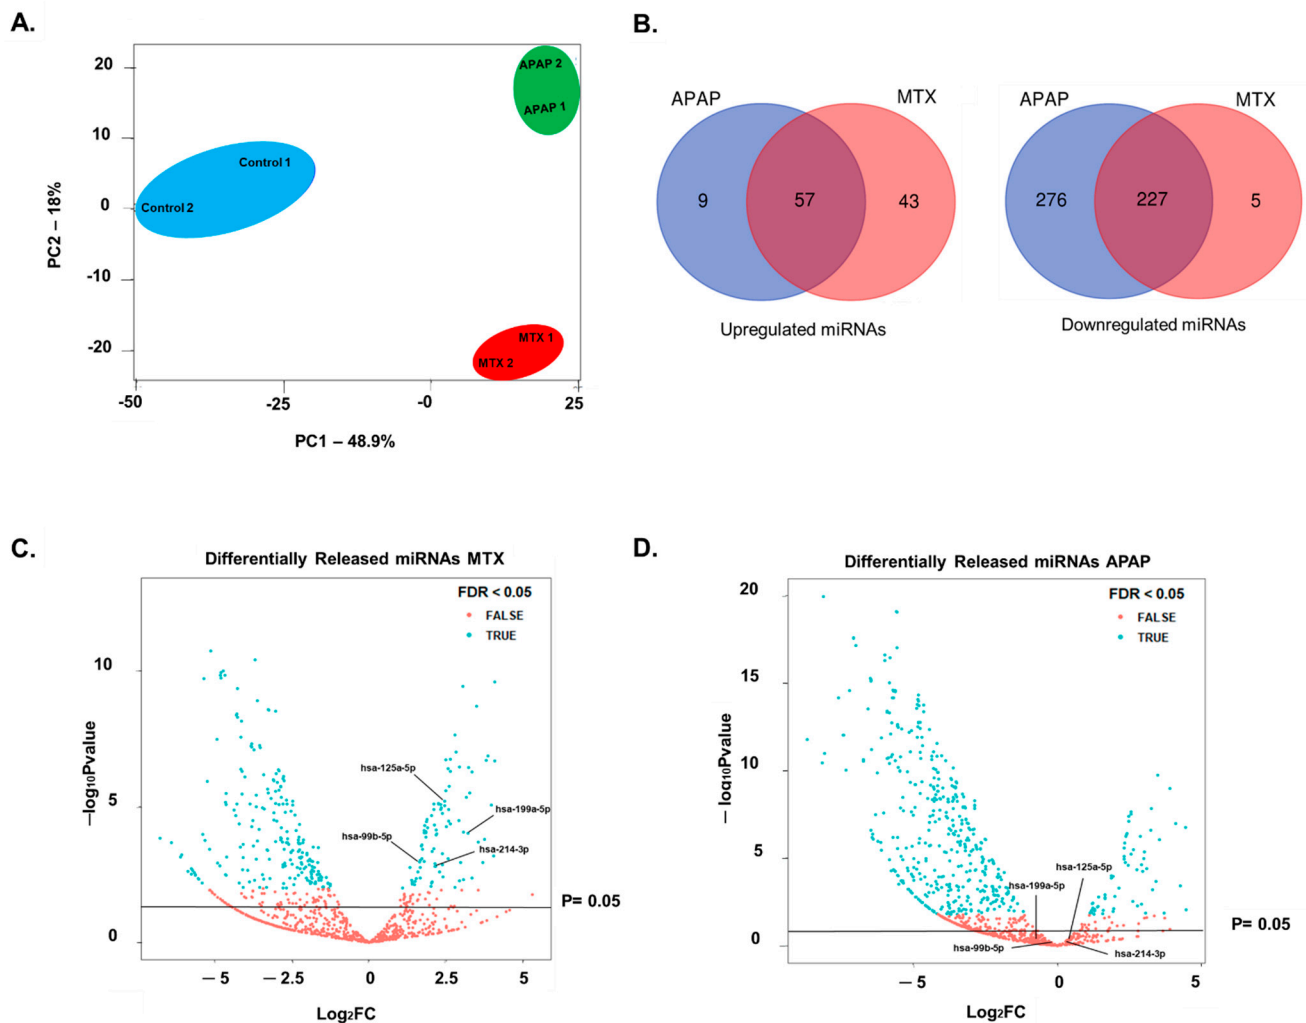 A.
PC2 – 18%
20
10
0
-10
-20
APAP 2
APAP 1
Control 1
Control 2
MTX 1
MTX 2
-50
-25
-0
25
PC1 – 48.9%
B.
APAP
MTX
9
57
43
Upregulated miRNAs
APAP
MTX
276
227
5
Downregulated miRNAs
C.
Differentially Released miRNAs MTX
FDR < 0.05
FALSE
TRUE
—log10Pvalue
10
5
0
hsa-125a-5p
hsa-199a-5p
hsa-99b-5p
hsa-214-3p
P= 0.05
— 5
— 2.5
0
2.5
5
Log2FC
D.
Differentially Released miRNAs APAP
FDR < 0.05
FALSE
TRUE
— log10Pvalue
20
15
10
5
0
hsa-125a-5p
hsa-199a-5p
hsa-99b-5p
hsa-214-3p
P= 0.05
— 5
0
5
Log2FC